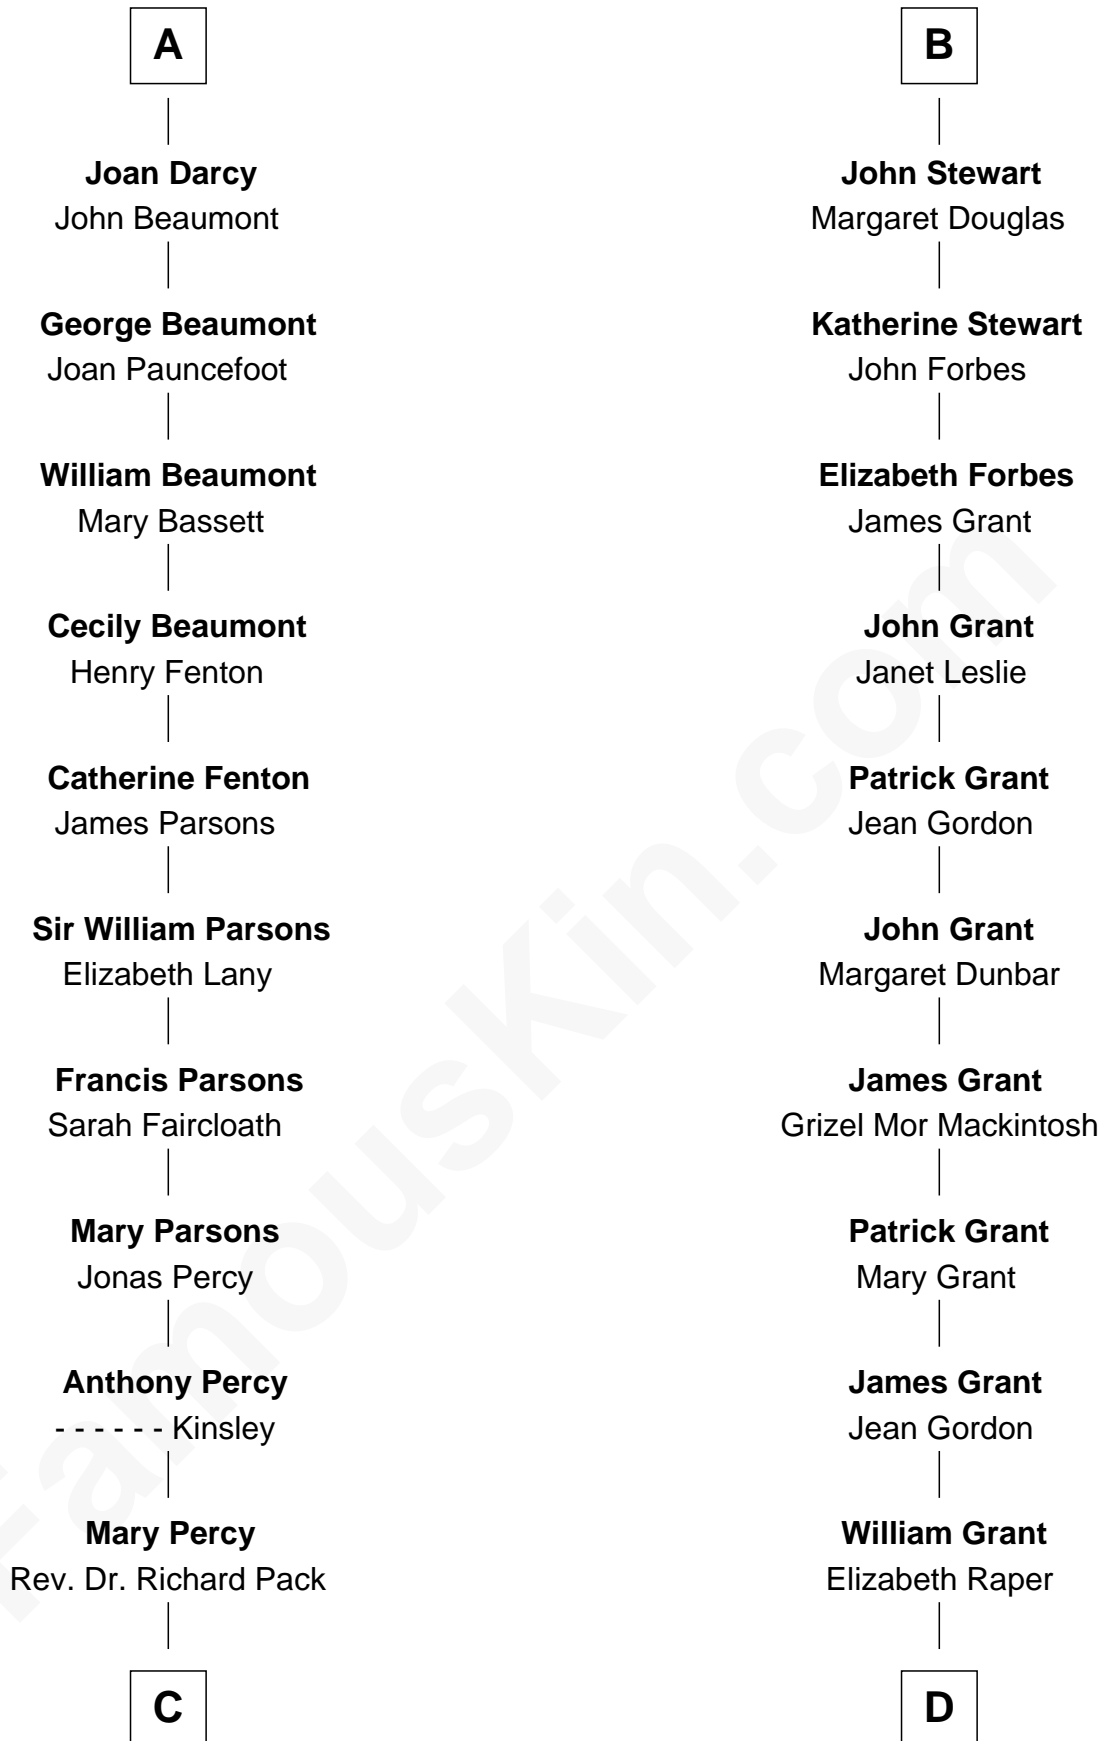 A
Joan Darcy
John Beaumont
George Beaumont
Joan Pauncefoot
William Beaumont
Mary Bassett
Cecily Beaumont
Henry Fenton
Catherine Fenton
James Parsons
Sir William Parsons
Elizabeth Lany
Francis Parsons
Sarah Faircloath
Mary Parsons
Jonas Percy
Anthony Percy
- - - - - - Kinsley
Mary Percy
Rev. Dr. Richard Pack
C
B
John Stewart
Margaret Douglas
Katherine Stewart
John Forbes
Elizabeth Forbes
James Grant
John Grant
Janet Leslie
Patrick Grant
Jean Gordon
John Grant
Margaret Dunbar
James Grant
Grizel Mor Mackintosh
Patrick Grant
Mary Grant
James Grant
Jean Gordon
William Grant
Elizabeth Raper
D
FamousKin.com